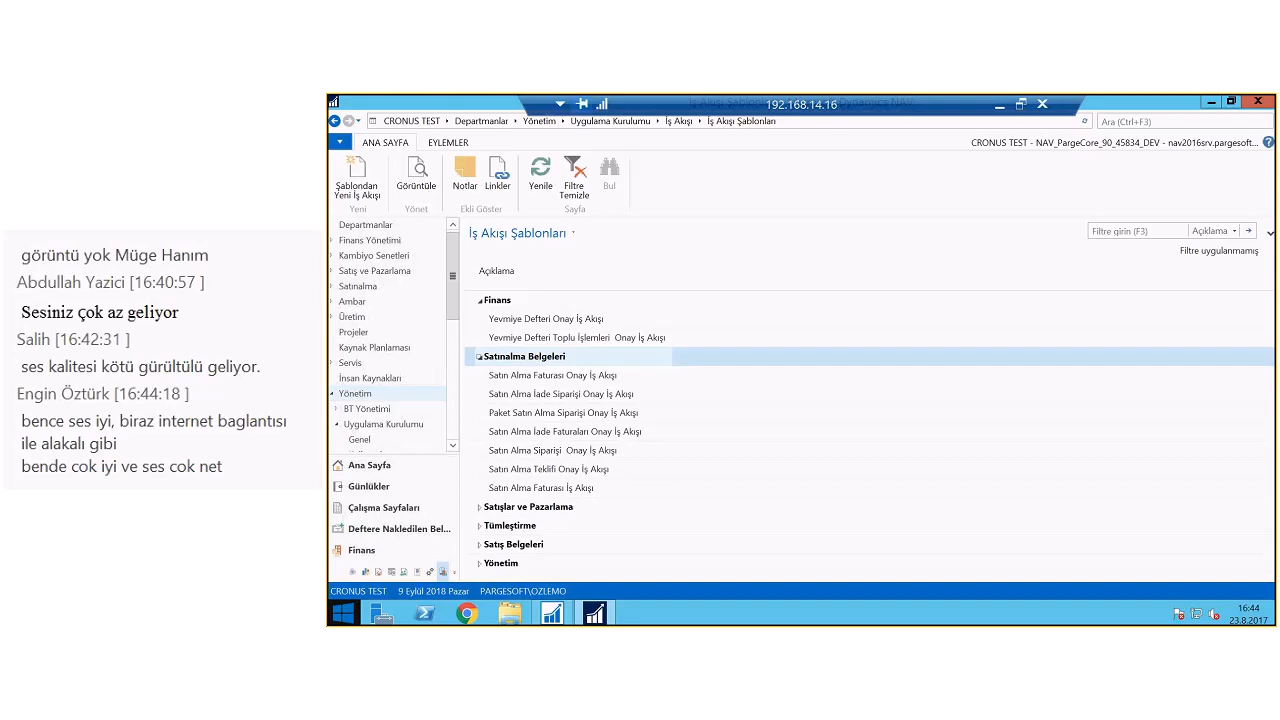 görüntü yok Müge Hanım
Abdullah Yazici [16:40:57 ]
Sesiniz çok az geliyor
Salih [16:42:31 ]
ses kalitesi kötü gürültülü geliyor.
Engin Öztürk [16:44:18 ]
bence ses iyi, biraz internet baglantısı
ile alakalı gibi
bende cok iyi ve ses cok net
192.168.14.16
CRONUS TEST Departmanlar Yönetim Uygulama Kurulumu İş Akışı İş Akışı Şablonları
Ara (Ctrl+F3)
ANA SAYFA EYLEMLER
CRONUS TEST - NAV_PargeCore_90_45834_DEV - nav2016srv.pargesoft...
Şablondan Yeni İş Akışı
Görüntüle
Notlar
Linkler
Yenile
Filtre Temizle
Bul
Yeni
Yönet
Ekli Göster
Sayfa
Departmanlar
Finans Yönetimi
Kambiyo Senetleri
Satış ve Pazarlama
Satınalma
Ambar
Üretim
Projeler
Kaynak Planlaması
Servis
İnsan Kaynakları
Yönetim
BT Yönetimi
Uygulama Kurulumu
Genel
Ana Sayfa
Günlükler
Çalışma Sayfaları
Deftere Nakledilen Bel...
Finans
İş Akışı Şablonları
Filtre girin (F3)
Açıklama
Filtre uygulanmamış
Açıklama
Finans
Yevmiye Defteri Onay İş Akışı
Yevmiye Defteri Toplu İşlemleri Onay İş Akışı
Satınalma Belgeleri
Satın Alma Faturası Onay İş Akışı
Satın Alma İade Siparişi Onay İş Akışı
Paket Satın Alma Siparişi Onay İş Akışı
Satın Alma İade Faturaları Onay İş Akışı
Satın Alma Siparişi Onay İş Akışı
Satın Alma Teklifi Onay İş Akışı
Satın Alma Faturası İş Akışı
Satışlar ve Pazarlama
Tümleştirme
Satış Belgeleri
Yönetim
CRONUS TEST 9 Eylül 2018 Pazar PARGESOFT\OZLEMO
16:44
23.8.2017